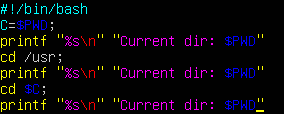 #!/bin/bash
C=$PWD;
printf "%s\n" "Current dir: $PWD"
cd /usr;
printf "%s\n" "Current dir: $PWD"
cd $C;
printf "%s\n" "Current dir: $PWD"